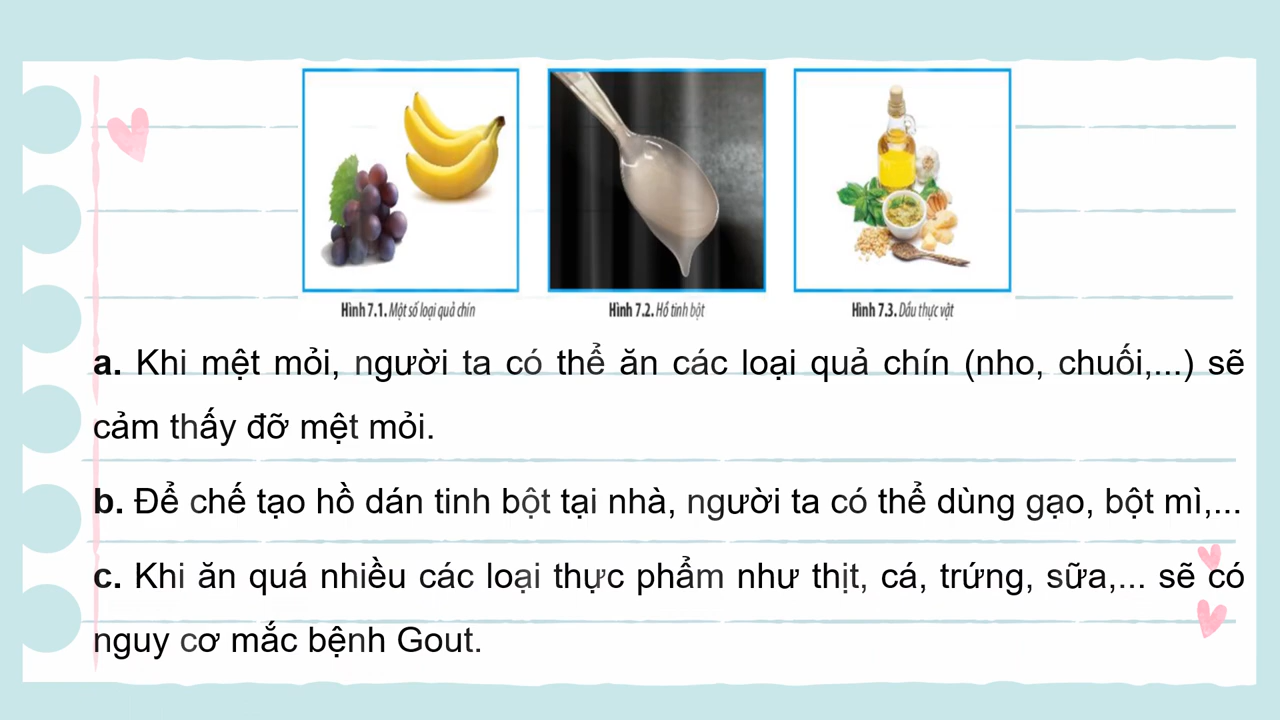 Hình 7.1. Một số loại quả chín
Hình 7.2. Hồ tinh bột
Hình 7.3. Dầu thực vật
a. Khi mệt mỏi, người ta có thể ăn các loại quả chín (nho, chuối,...) sẽ
cảm thấy đỡ mệt mỏi.
b. Để chế tạo hồ dán tinh bột tại nhà, người ta có thể dùng gạo, bột mì,...
c. Khi ăn quá nhiều các loại thực phẩm như thịt, cá, trứng, sữa,... sẽ có
nguy cơ mắc bệnh Gout.